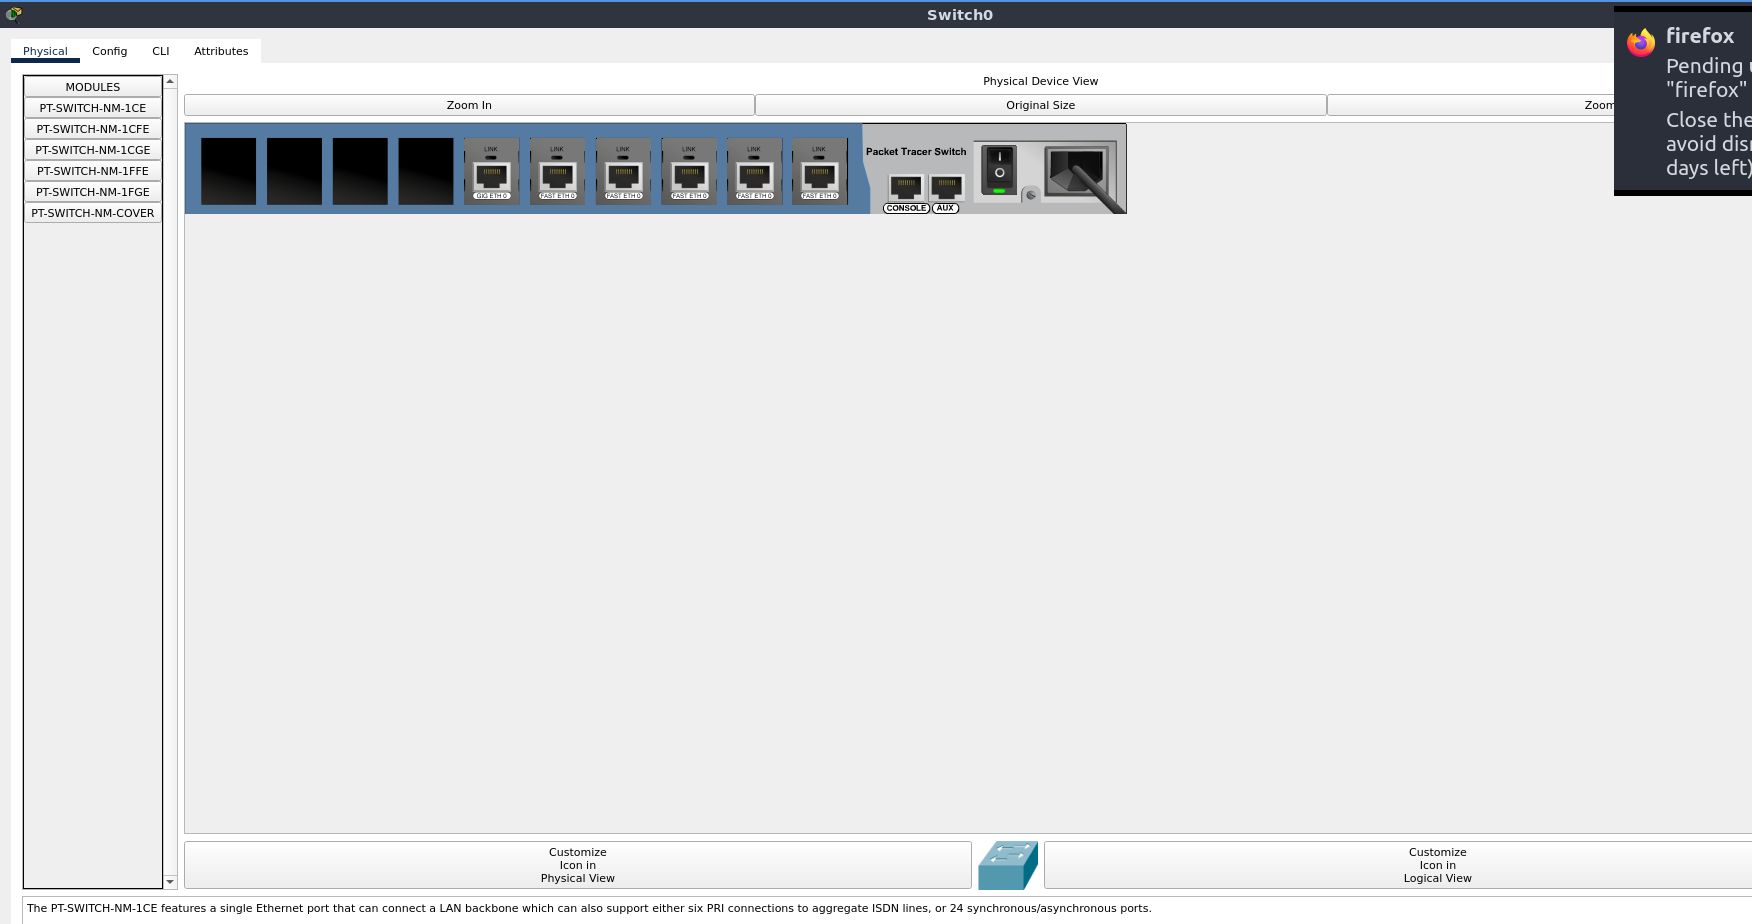 Switch0
firefox
Pending
"firefox"
Close the
avoid
days left)
Physical Config CLI Attributes
MODULES
PT-SWITCH-NM-1CE
PT-SWITCH-NM-1CFE
PT-SWITCH-NM-1CGE
PT-SWITCH-NM-1FFE
PT-SWITCH-NM-1FGE
PT-SWITCH-NM-COVER
Physical Device View
Zoom In Original Size Zoom
LINK LINK LINK LINK LINK LINK
GIG ETH 0 FAST ETH 0 FAST ETH 0 FAST ETH 0 FAST ETH 0 FAST ETH 0
Packet Tracer Switch
CONSOLE AUX
Customize
Icon in
Physical View
Customize
Icon in
Logical View
The PT-SWITCH-NM-1CE features a single Ethernet port that can connect a LAN backbone which can also support either six PRI connections to aggregate ISDN lines, or 24 synchronous/asynchronous ports.